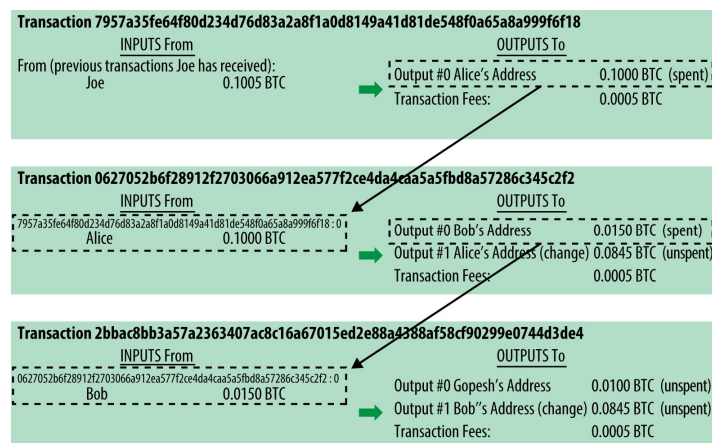 Transaction 7957a35fe64f80d234d76d83a2a8f1a0d8149a41d81de548f0a65a8a999f6f18
INPUTS From
OUTPUTS To
From (previous transactions Joe has received):
Joe 0.1005 BTC
Output #0 Alice's Address 0.1000 BTC (spent)
Transaction Fees: 0.0005 BTC
Transaction 0627052b6f28912f2703066a912ea577f2ce4da4caa5a5fbd8a57286c345c2f2
INPUTS From
OUTPUTS To
7957a35fe64f80d234d76d83a2a8f1a0d8149a41d81de548f0a65a8a999f6f18 : 0
Alice 0.1000 BTC
Output #0 Bob's Address 0.0150 BTC (spent)
Output #1 Alice's Address (change) 0.0845 BTC (unspent)
Transaction Fees: 0.0005 BTC
Transaction 2bbac8bb3a57a2363407ac8c16a67015ed2e88a4388af58cf90299e0744d3de4
INPUTS From
OUTPUTS To
0627052b6f28912f2703066a912ea577f2ce4da4caa5a5fbd8a57286c345c2f2 : 0
Bob 0.0150 BTC
Output #0 Gopesh's Address 0.0100 BTC (unspent)
Output #1 Bob"s Address (change) 0.0845 BTC (unspent)
Transaction Fees: 0.0005 BTC